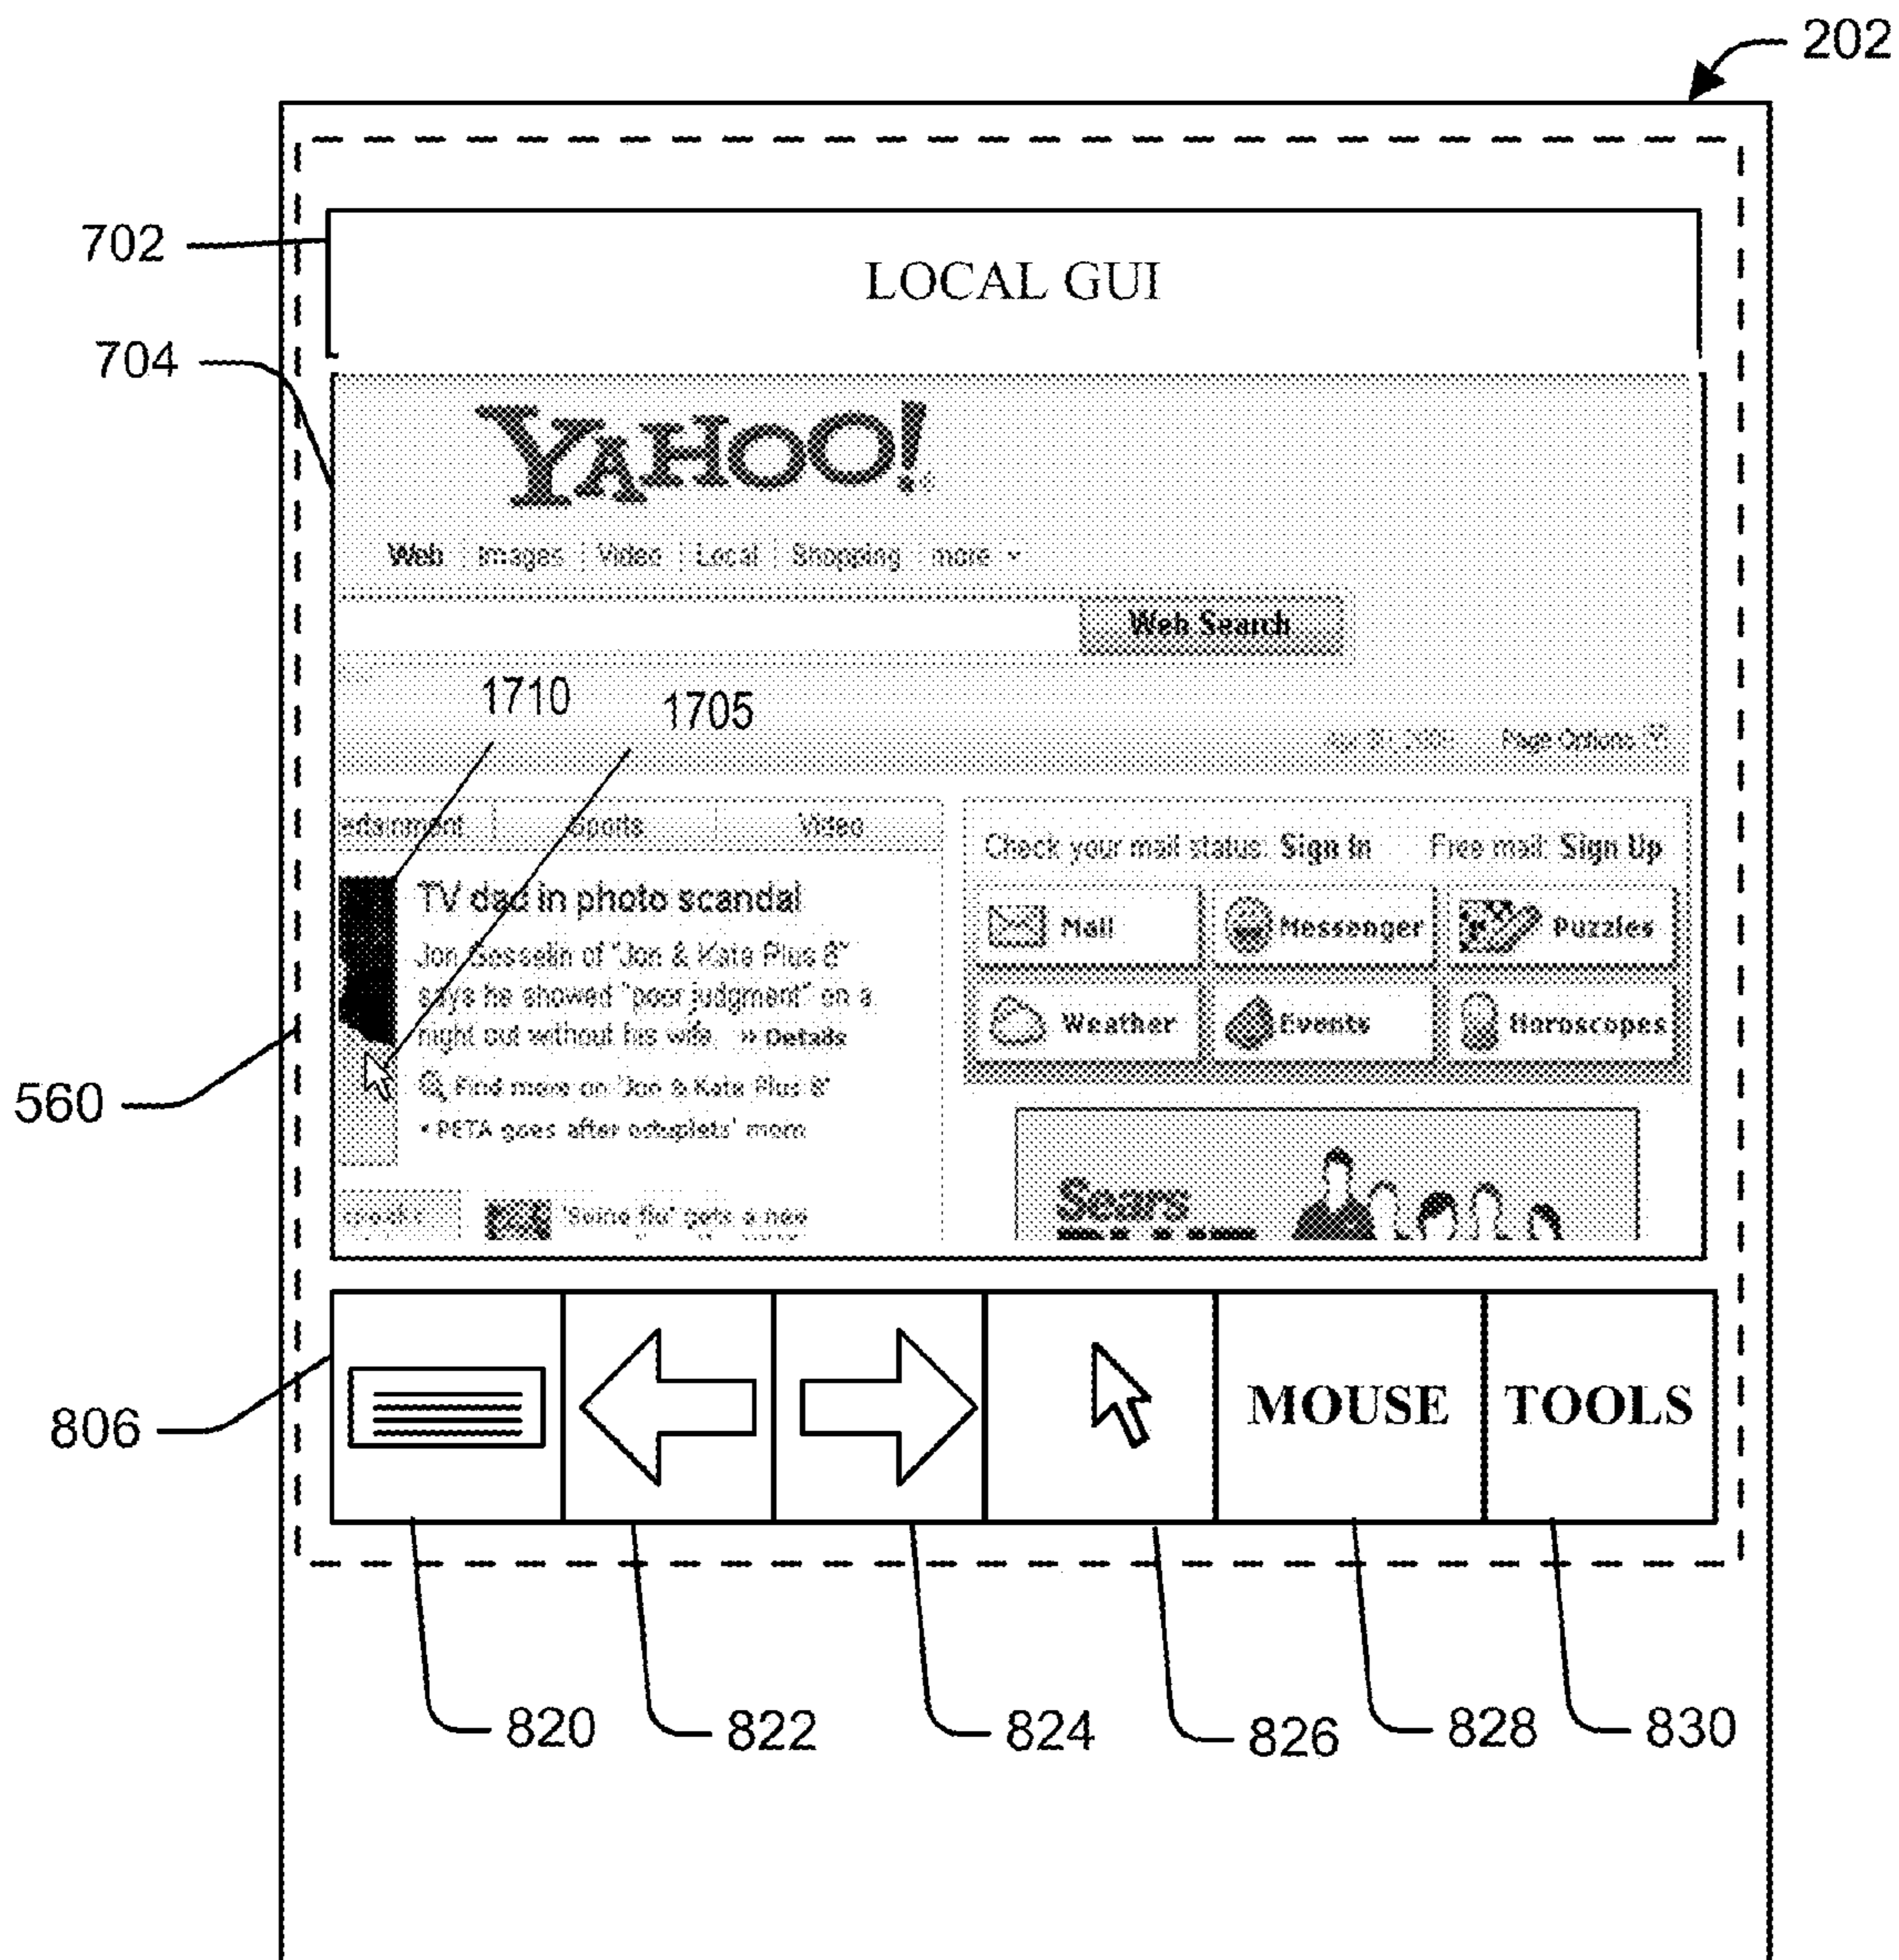 202
702
LOCAL GUI
704
YAHOO!
Web Images Video Local Shopping more
Web Search
1710 1705
Page Options
Sports Video
Check your mail status: Sign In Free mail: Sign Up
TV dad in photo scandal
Jon Gosselin of "Jon & Kate Plus 8"
says he showed "poor judgment" on a
night out without his wife. » Details
Find more on 'Jon & Kate Plus 8'
• PETA goes after octuplets' mom
Mail Messenger Puzzles
Weather Events Horoscopes
560
gets a new
Sears
806
MOUSE TOOLS
820 822 824 826 828 830